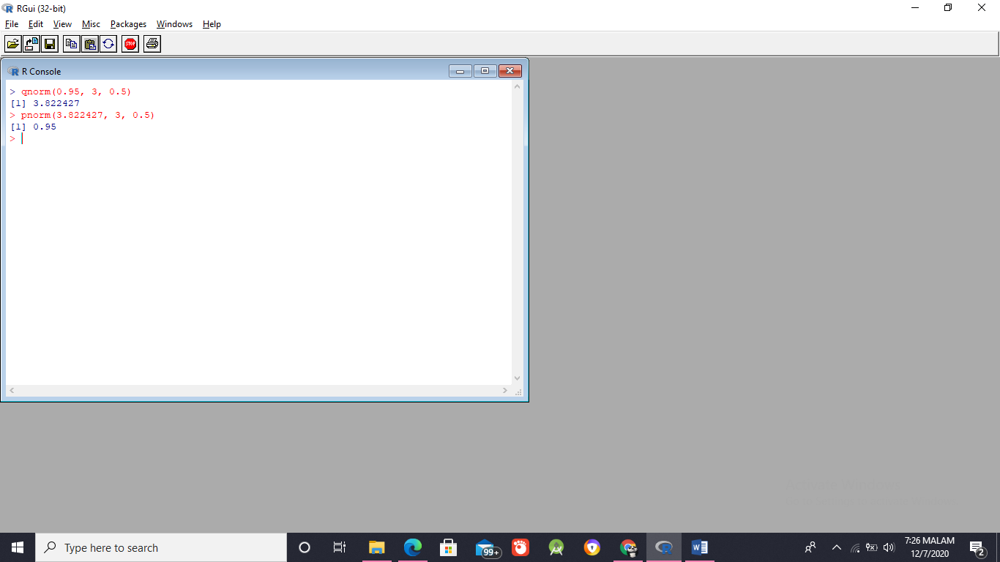 RGui (32-bit)
File Edit View Misc Packages Windows Help
STOP
R Console
> qnorm(0.95, 3, 0.5)
[1] 3.822427
> pnorm(3.822427, 3, 0.5)
[1] 0.95
>
Type here to search
99+
7:26 MALAM
12/7/2020
2